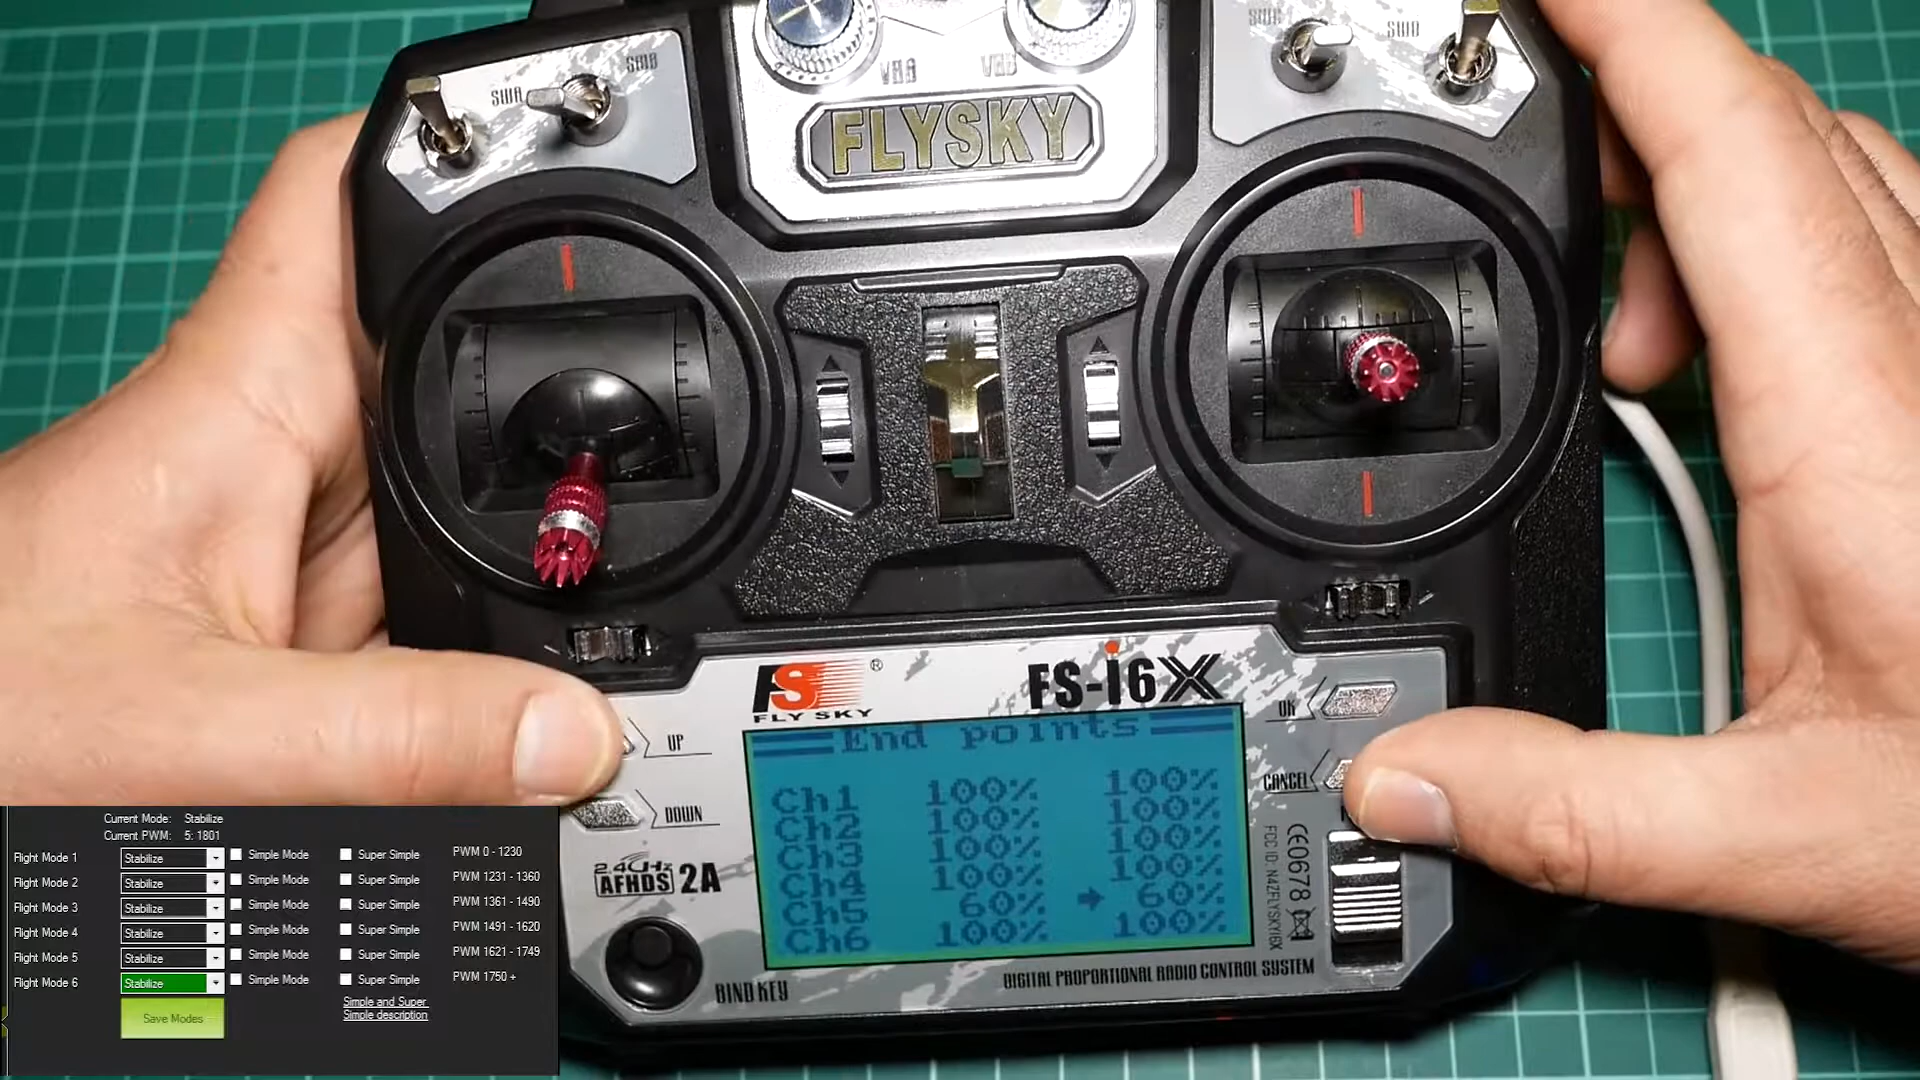 SWA
SWB
VRA
VRB
SWC
SWD
FLYSKY
FS®
FLY SKY
FS-i6X
UP
DOWN
OK
CANCEL
End points
Ch1 100% 100%
Ch2 100% 100%
Ch3 100% 100%
Ch4 100% 100%
Ch5 60% 60%
Ch6 100% 100%
2.4GHz
AFHDS 2A
BIND KEY
DIGITAL PROPORTIONAL RADIO CONTROL SYSTEM
CE0678
FCC ID: N4ZFLYSKYI6X
Current Mode: Stabilize
Current PWM: 5: 1801
Flight Mode 1 Stabilize Simple Mode Super Simple PWM 0 - 1230
Flight Mode 2 Stabilize Simple Mode Super Simple PWM 1231 - 1360
Flight Mode 3 Stabilize Simple Mode Super Simple PWM 1361 - 1490
Flight Mode 4 Stabilize Simple Mode Super Simple PWM 1491 - 1620
Flight Mode 5 Stabilize Simple Mode Super Simple PWM 1621 - 1749
Flight Mode 6 Stabilize Simple Mode Super Simple PWM 1750 +
Save Modes
Simple and Super
Simple description